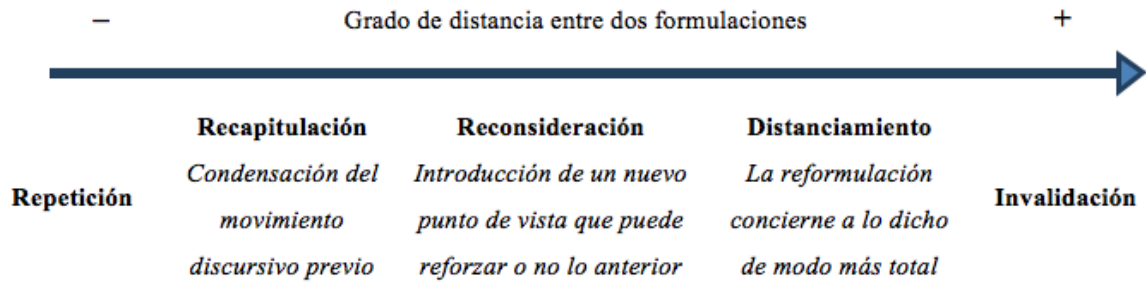 – Grado de distancia entre dos formulaciones +
Recapitulación Reconsideración Distanciamiento
Condensación del Introducción de un nuevo La reformulación
Repetición movimiento punto de vista que puede concierne a lo dicho Invalidación
discursivo previo reforzar o no lo anterior de modo más total